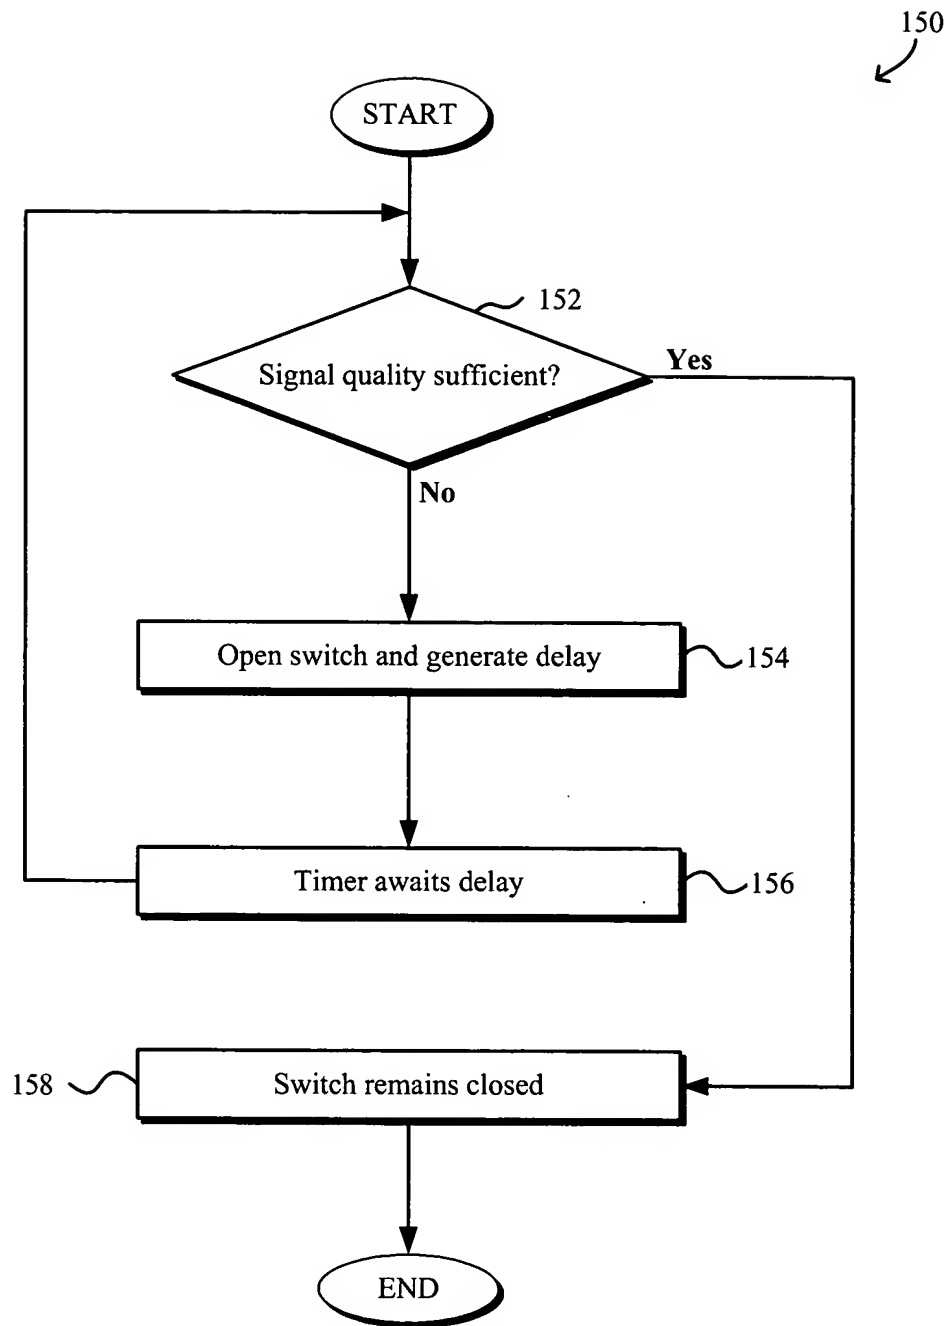 150
START
152
Signal quality sufficient?
Yes
No
Open switch and generate delay
154
Timer awaits delay
156
158
Switch remains closed
END